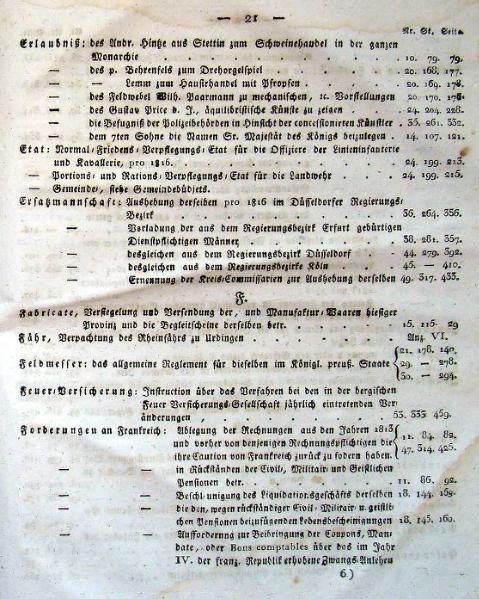 — 21 —
Nr. St. Seite
Erlaubniß: des Andr. Hintze aus Stettin zum Schweinehandel in der ganzen
Monarchie . . . . . . . 10. 79. 79.
— des p. Behrenfels zum Drehorgelspiel . . . . 20. 168. 177.
— — Lemm zum Hausirhandel mit Pfropfen . . . 20. 169. 178.
— des Feldwebel Wilh. Paarmann zu mechanischen, ꝛc. Vorstellungen 20. 170. 178.
— des Gustav Price d. J., äquilibristische Künste zu zeigen . . 24. 204. 228.
— die Befugniß der Polizeibehörden in Hinsicht der concessionirten Künstler . 36. 261. 332.
— dem 7ten Sohne die Namen Sr. Majestät des Königs beizulegen . 14. 107. 121.
Etat: Normal-Friedens-Verpflegungs-Etat für die Offiziere der Linieninfanterie
und Kavallerie, pro 1816. . . . . . 24. 199. 213.
— Portions- und Rations-Verpflegungs-Etat für die Landwehr . . 24. 199. 216.
— Gemeinde, siehe Gemeindebüdjets.
Ersatzmannschaft: Aushebung derselben pro 1816 im Düsseldorfer Regierungs-
Bezirk . . . . . . . 36. 264. 336.
— Vorladung der aus dem Regierungsbezirk Erfurt gebürtigen
Dienstpflichtigen Männer . . . . . 38. 281. 357.
— desgleichen aus dem Regierungsbezirk Düsseldorf . 44. 279. 392.
— desgleichen aus dem Regierungsbezirke Köln . . 45. — 410.
— Ernennung der Kreis-Commissarien zur Aushebung derselben 49. 317. 433.
F.
Fabricate, Versiegelung und Versendung der, und Manufaktur-Waaren hiesiger
Provinz und die Begleitscheine derselben betr. . . . . 15. 116. 29
Fähr, Verpachtung des Rheinfährs zu Urdingen . . . . Anz. VI.
21. 178. 140.
Feldmesser: das allgemeine Reglement für dieselben im Königl. preuß. Staate 29. — 278.
30. — 294.
Feuer-Versicherung: Instruction über das Verfahren bei den in der bergischen
Feuer Versicherungs-Gesellschaft jährlich eintretenden Ver-
änderungen . . . . . . 53. 333 459.
Forderungen an Frankreich: Ablegung der Rechnungen aus den Jahren 1813
und vorher von denjenigen Rechnungspflichtigen die 11. 84. 82.
ihre Caution von Frankreich zurück zu fodern haben. 47. 314. 425.
— — in Rückständen der Civil, Militair und Geistlichen
Pensionen betr. . . . . 11. 86. 92.
— — Beschleunigung des Liquidationsgeschäfts derselben 18. 144. 159.
— — die den, wegen rückständiger Civil- Militair- u. geistli-
chen Pensionen beizufügenden Lebensbescheinigungen 18. 145. 160.
— — Aufforderung zur Beibringung der Coupons, Man-
date, oder Bons comptables über das im Jahr
IV. der franz. Republik erhobene Zwangs-Anlehen
6.)